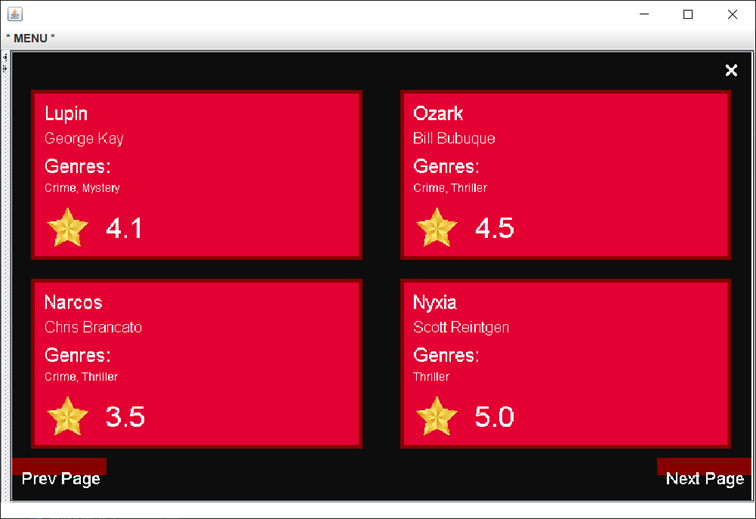 * MENU *
Lupin
George Kay
Genres:
Crime, Mystery
4.1
Ozark
Bill Bubuque
Genres:
Crime, Thriller
4.5
Narcos
Chris Brancato
Genres:
Crime, Thriller
3.5
Nyxia
Scott Reintgen
Genres:
Thriller
5.0
Prev Page
Next Page